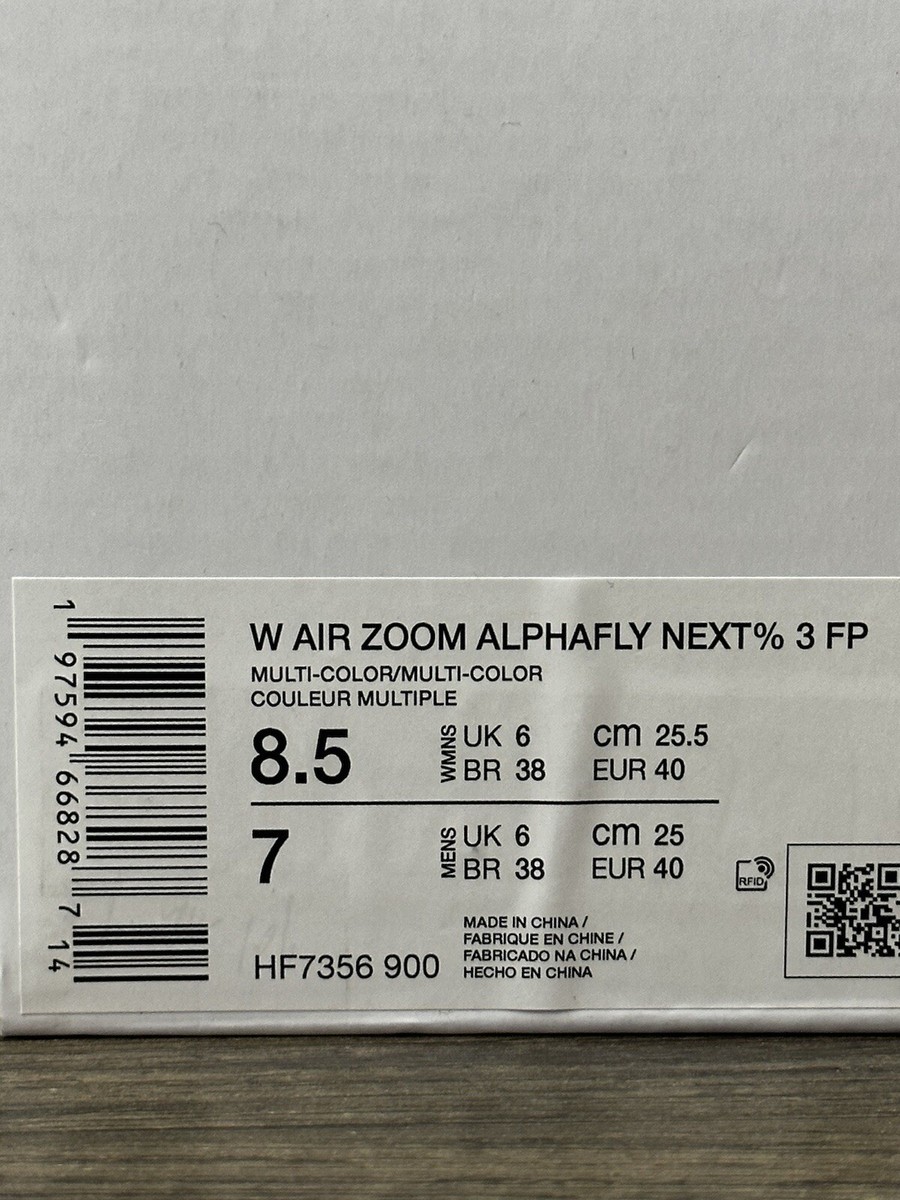 W AIR ZOOM ALPHAFLY NEXT% 3 FP
MULTI-COLOR/MULTI-COLOR
COULEUR MULTIPLE
8.5
WMNS
UK 6
cm 25.5
BR 38
EUR 40
7
MENS
UK 6
cm 25
BR 38
EUR 40
RFID
MADE IN CHINA /
FABRIQUE EN CHINE /
FABRICADO NA CHINA /
HECHO EN CHINA
HF7356 900
1 97594 66828 7 14